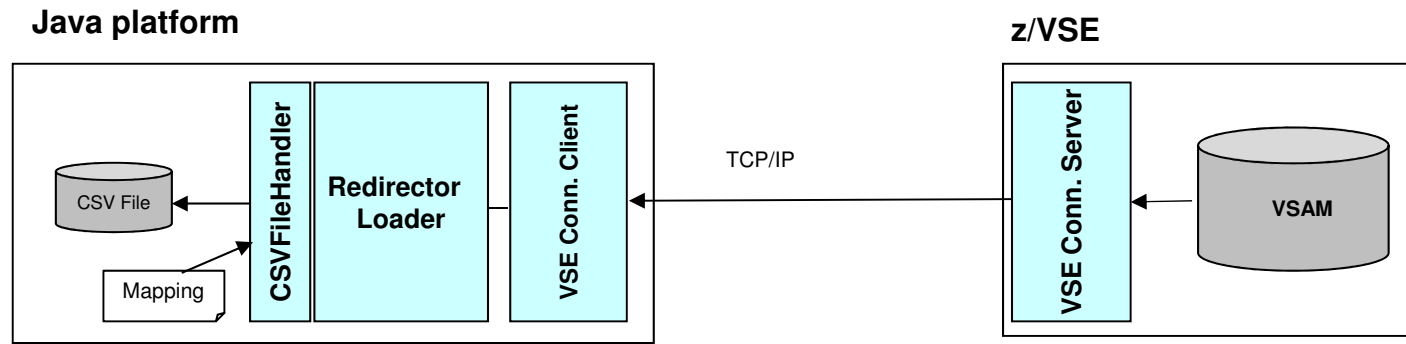 Java platform
z/VSE
CSV File
Mapping
CSVFileHandler
Redirector
Loader
VSE Conn. Client
TCP/IP
VSE Conn. Server
VSAM